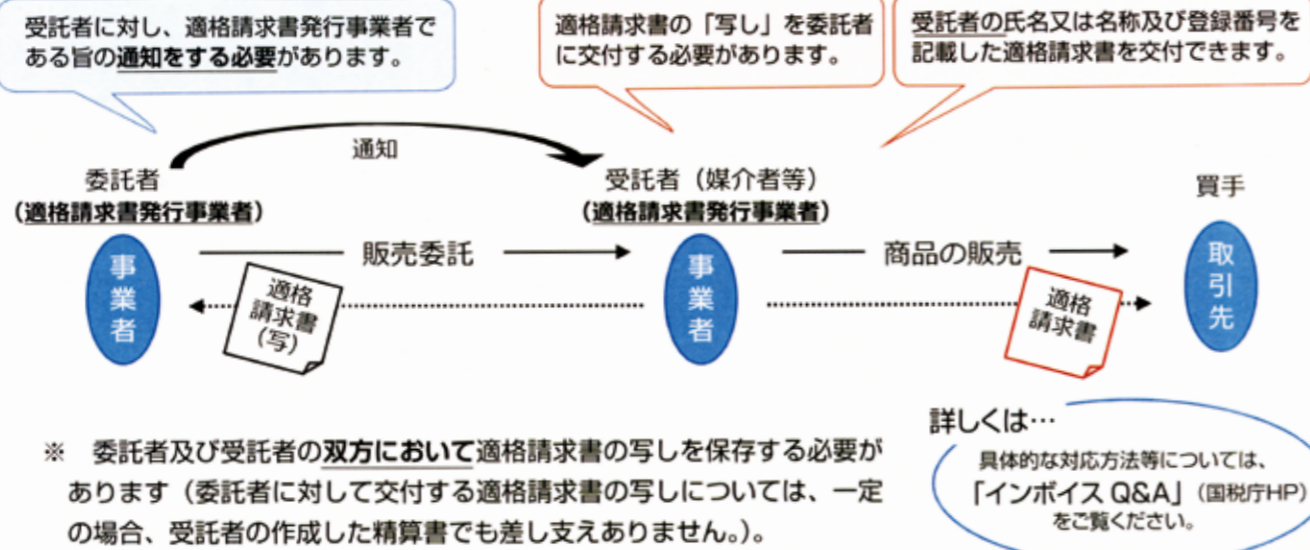 受託者に対し、適格請求書発行事業者で
ある旨の通知をする必要があります。
適格請求書の「写し」を委託者
に交付する必要があります。
受託者の氏名又は名称及び登録番号を
記載した適格請求書を交付できます。
通知
委託者
（適格請求書発行事業者）
受託者（媒介者等）
（適格請求書発行事業者）
買手
事業者
販売委託
事業者
商品の販売
取引先
適格
請求書
（写）
適格
請求書
※　委託者及び受託者の双方において適格請求書の写しを保存する必要が
あります（委託者に対して交付する適格請求書の写しについては、一定
の場合、受託者の作成した精算書でも差し支えありません。）。
詳しくは…
具体的な対応方法等については、
「インボイス Q&A」（国税庁HP）
をご覧ください。